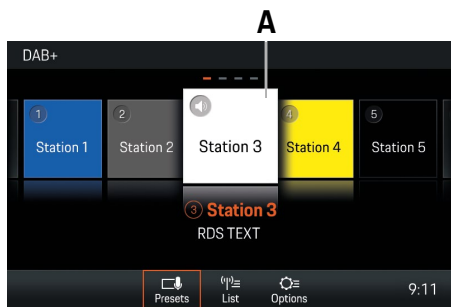 A
DAB+
1
2
4
5
Station 1
Station 2
Station 3
Station 4
Station 5
3 Station 3
RDS TEXT
Presets
List
Options
9:11